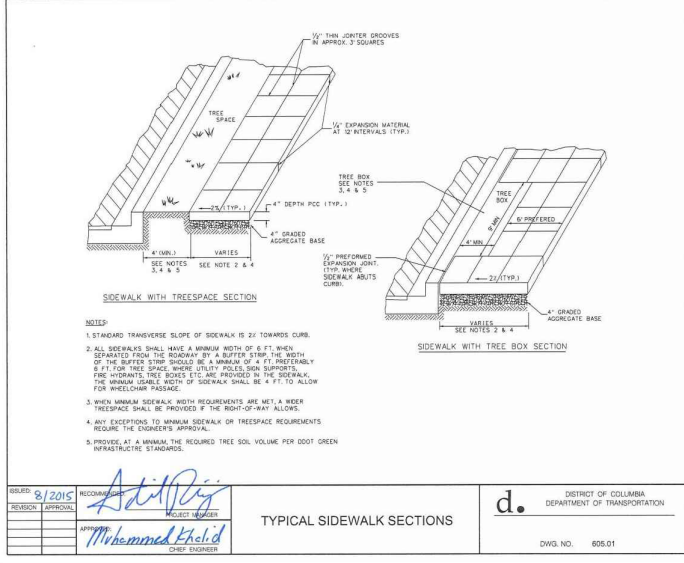 1/2" THIN JOINTER GROOVES
IN APPROX. 3' SQUARES
TREE
SPACE
EXPANSION MATERIAL
AT 12' INTERVALS (TYP.)
2% (TYP.)
4" DEPTH PCC (TYP.)
4" GRADED
AGGREGATE BASE
4' (MIN.)
VARIES
SEE NOTES
3, 4 & 5
SEE NOTE 2 & 4
SIDEWALK WITH TREESPACE SECTION
TREE BOX
SEE NOTES
3, 4 & 5
TREE
BOX
9' MIN
6' PREFERED
4' MIN
1/2" PREFORMED
EXPANSION JOINT.
(TYP. WHERE
SIDEWALK ABUTS
CURB).
2% (TYP.)
4" GRADED
AGGREGATE BASE
VARIES
SEE NOTES 2 & 4
SIDEWALK WITH TREE BOX SECTION
NOTES:
1. STANDARD TRANSVERSE SLOPE OF SIDEWALK IS 2% TOWARDS CURB.
2. ALL SIDEWALKS SHALL HAVE A MINIMUM WIDTH OF 6 FT. WHEN
SEPARATED FROM THE ROADWAY BY A BUFFER STRIP, THE WIDTH
OF THE BUFFER STRIP SHOULD BE A MINIMUM OF 4 FT. PREFERABLY
6 FT. FOR TREE SPACE. WHERE UTILITY POLES, SIGN SUPPORTS,
FIRE HYDRANTS, TREE BOXES ETC. ARE PROVIDED IN THE SIDEWALK,
THE MINIMUM USABLE WIDTH OF SIDEWALK SHALL BE 4 FT. TO ALLOW
FOR WHEELCHAIR PASSAGE.
3. WHEN MINIMUM SIDEWALK WIDTH REQUIREMENTS ARE MET, A WIDER
TREESPACE SHALL BE PROVIDED IF THE RIGHT-OF-WAY ALLOWS.
4. ANY EXCEPTIONS TO MINIMUM SIDEWALK OR TREESPACE REQUIREMENTS
REQUIRE THE ENGINEER'S APPROVAL.
5. PROVIDE, AT A MINIMUM, THE REQUIRED TREE SOIL VOLUME PER DDOT GREEN
INFRASTRUCTRE STANDARDS.
ISSUED: 8/2015
REVISION APPROVAL
RECOMMENDED:
PROJECT MANAGER
APPROVED:
Muhammed Khalid
CHIEF ENGINEER
TYPICAL SIDEWALK SECTIONS
d.
DISTRICT OF COLUMBIA
DEPARTMENT OF TRANSPORTATION
DWG. NO. 605.01